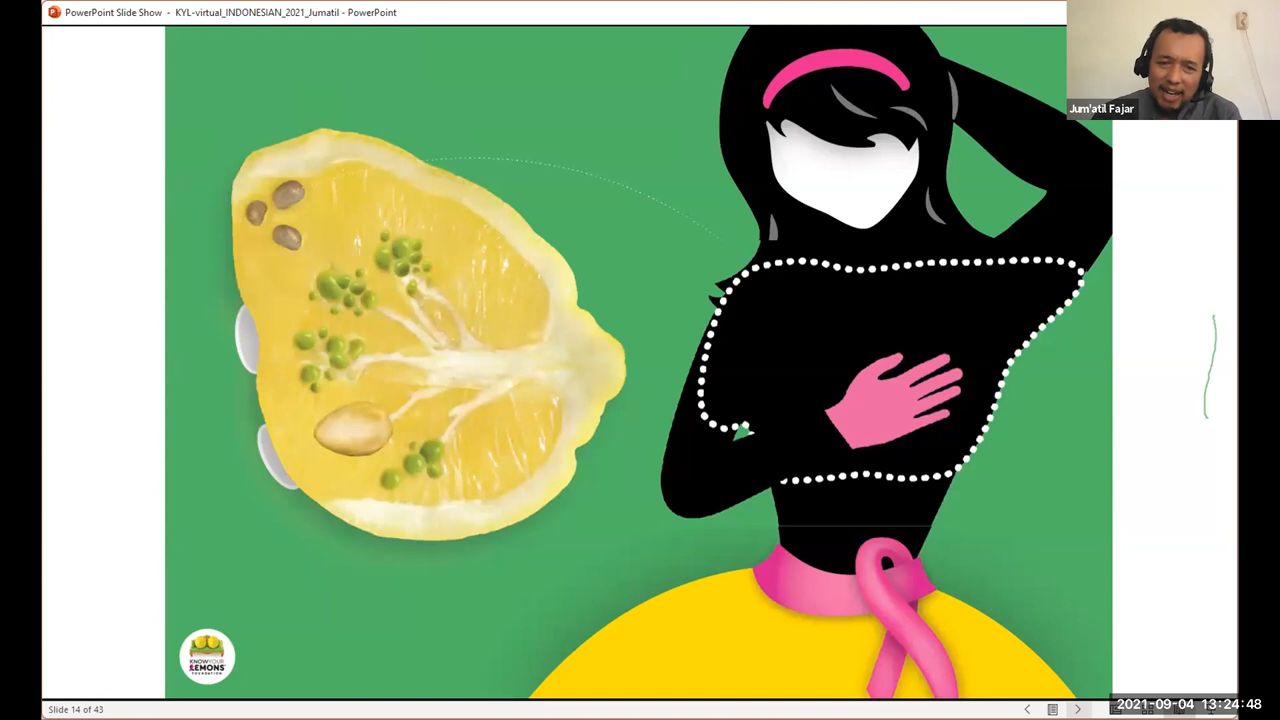 PowerPoint Slide Show - KYL-virtual_INDONESIAN_2021_Jumatil - PowerPoint
Jum'atil Fajar
KNOW YOUR
LEMONS
FOUNDATION
Slide 14 of 43
2021-09-04 13:24:48